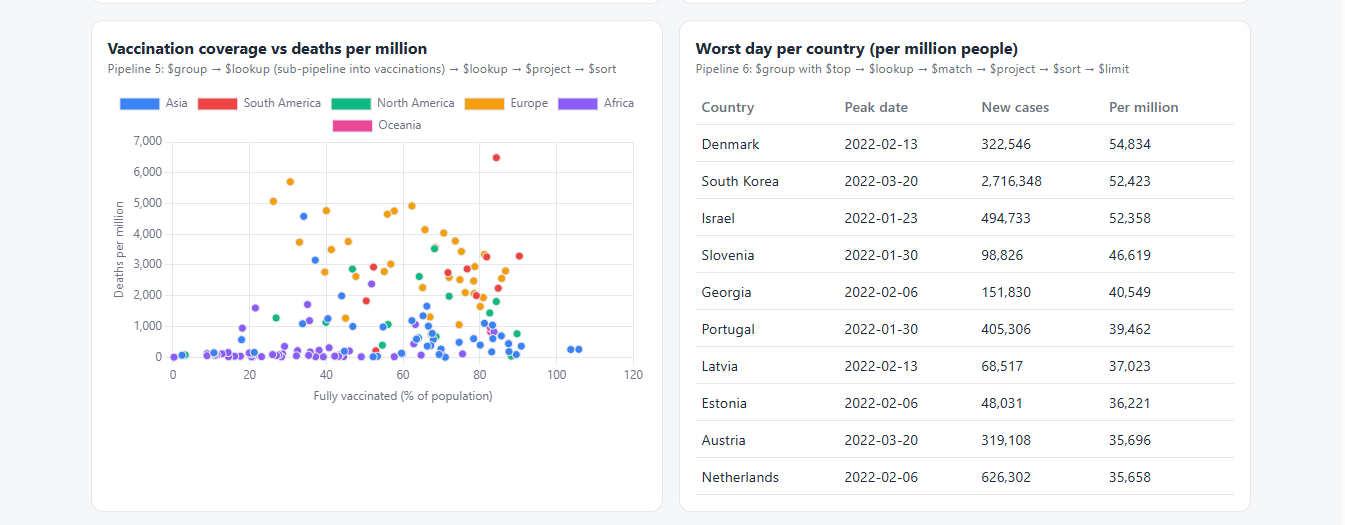 Vaccination coverage vs deaths per million
Pipeline 5: $group → $lookup (sub-pipeline into vaccinations) → $lookup → $project → $sort
Asia South America North America Europe Africa
Oceania
7,000
6,000
5,000
4,000
3,000
2,000
1,000
0
Deaths per million
0 20 40 60 80 100 120
Fully vaccinated (% of population)
Worst day per country (per million people)
Pipeline 6: $group with $top → $lookup → $match → $project → $sort → $limit
Country Peak date New cases Per million
Denmark 2022-02-13 322,546 54,834
South Korea 2022-03-20 2,716,348 52,423
Israel 2022-01-23 494,733 52,358
Slovenia 2022-01-30 98,826 46,619
Georgia 2022-02-06 151,830 40,549
Portugal 2022-01-30 405,306 39,462
Latvia 2022-02-13 68,517 37,023
Estonia 2022-02-06 48,031 36,221
Austria 2022-03-20 319,108 35,696
Netherlands 2022-02-06 626,302 35,658